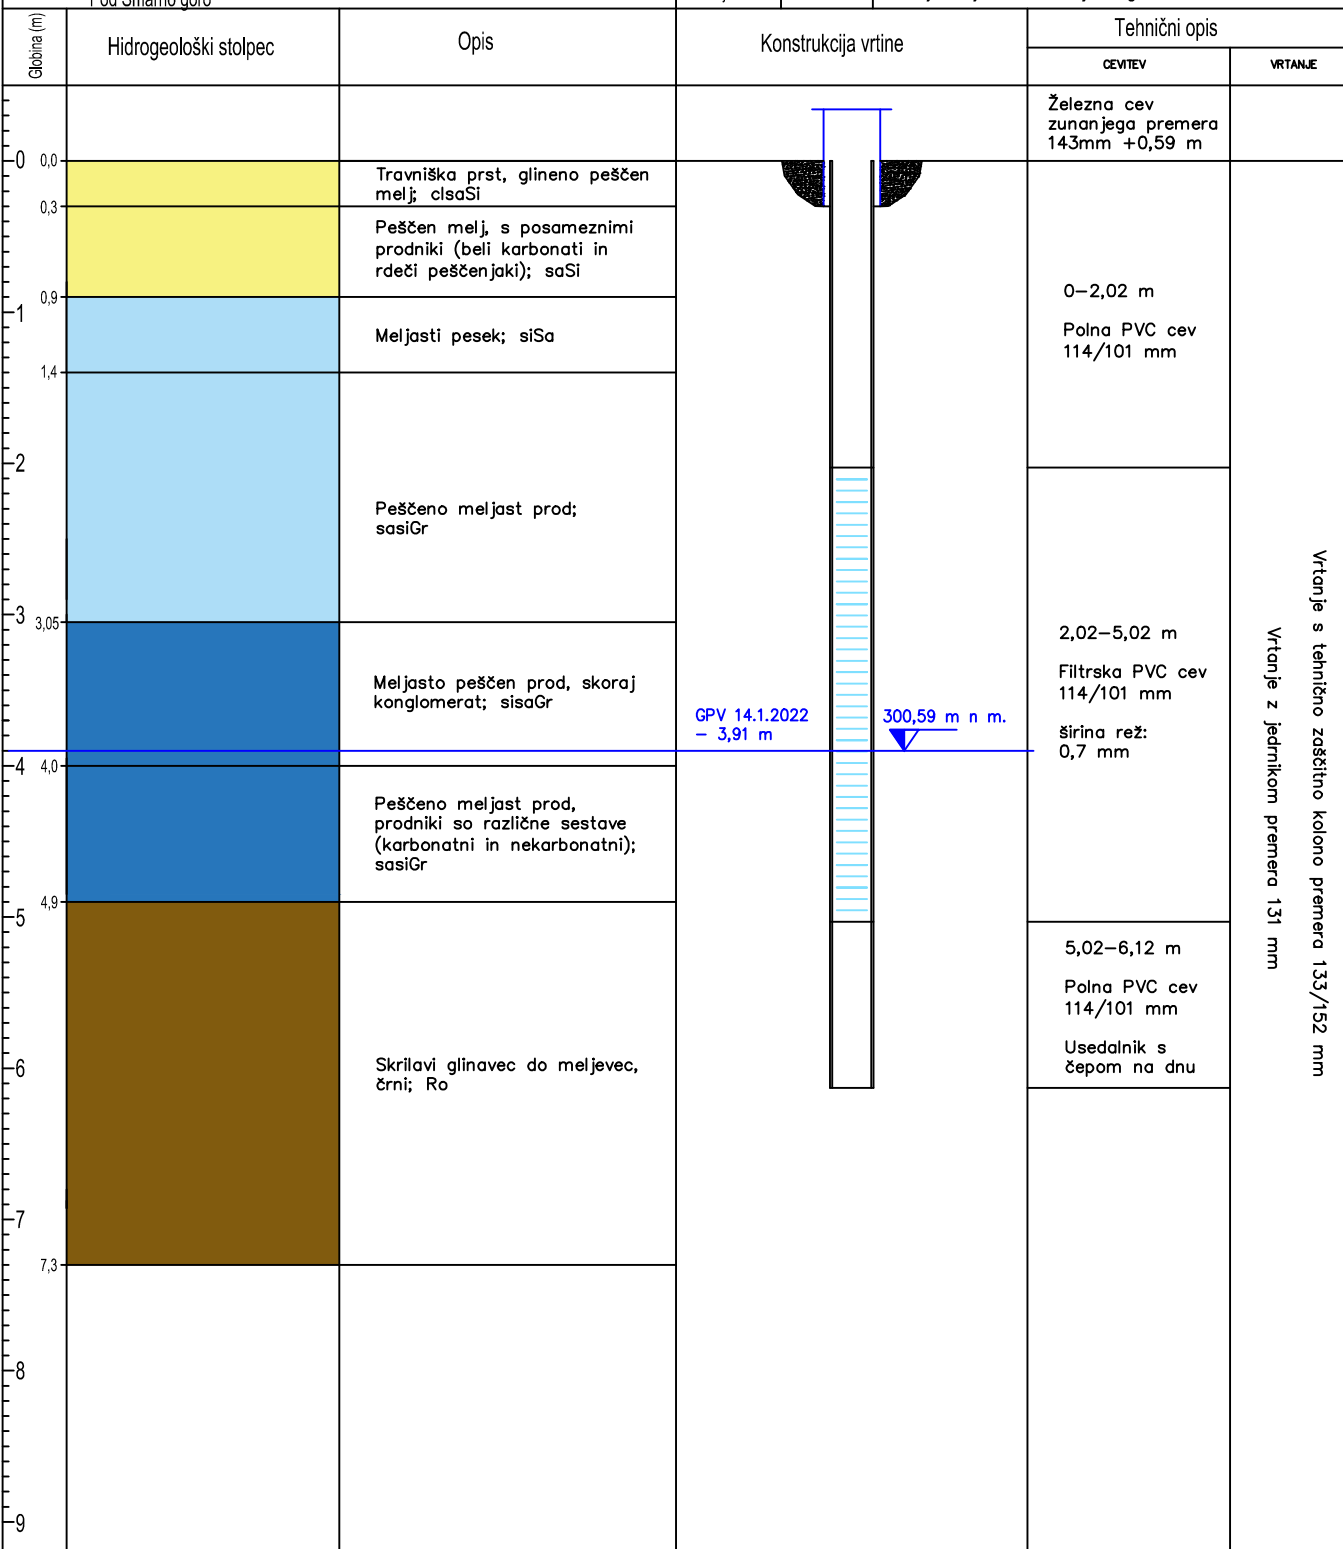 Pod Šmarno goro
Globina (m)
Hidrogeološki stolpec
Opis
Konstrukcija vrtine
Tehnični opis
CEVITEV
VRTANJE
Železna cev
zunanjega premera
143mm +0,59 m
0
0,0
Travniška prst, glineno peščen
melj; clsaSi
0,3
Peščen melj, s posameznimi
prodniki (beli karbonati in
rdeči peščenjaki); saSi
0,9
1
Meljasti pesek; siSa
1,4
0–2,02 m
Polna PVC cev
114/101 mm
2
Peščeno meljast prod;
sasiGr
3
3,05
Meljasto peščen prod, skoraj
konglomerat; sisaGr
GPV 14.1.2022
– 3,91 m
300,59 m n m.
2,02–5,02 m
Filtrska PVC cev
114/101 mm
širina rež:
0,7 mm
4
4,0
Peščeno meljast prod,
prodniki so različne sestave
(karbonatni in nekarbonatni);
sasiGr
4,9
5
5,02–6,12 m
Polna PVC cev
114/101 mm
Usedalnik s
čepom na dnu
6
Skrilavi glinavec do meljevec,
črni; Ro
7
7,3
8
9
Vrtanje s tehnično zaščitno kolono premera 133/152 mm
Vrtanje z jedrnikom premera 131 mm